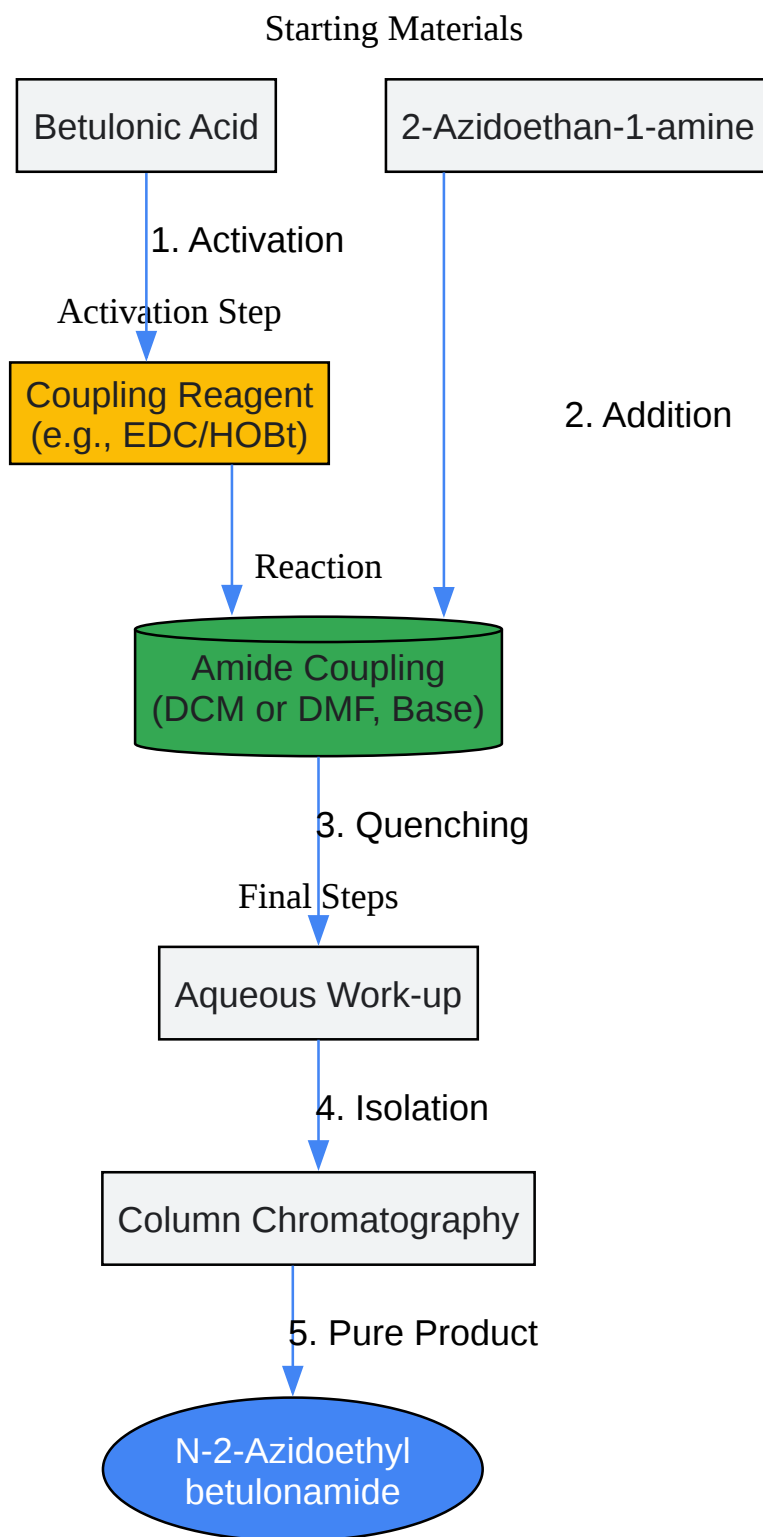 Starting Materials
Betulonic Acid
2-Azidoethan-1-amine
1. Activation
Activation Step
Coupling Reagent
(e.g., EDC/HOBt)
2. Addition
Reaction
Amide Coupling
(DCM or DMF, Base)
3. Quenching
Final Steps
Aqueous Work-up
4. Isolation
Column Chromatography
5. Pure Product
N-2-Azidoethyl
betulonamide